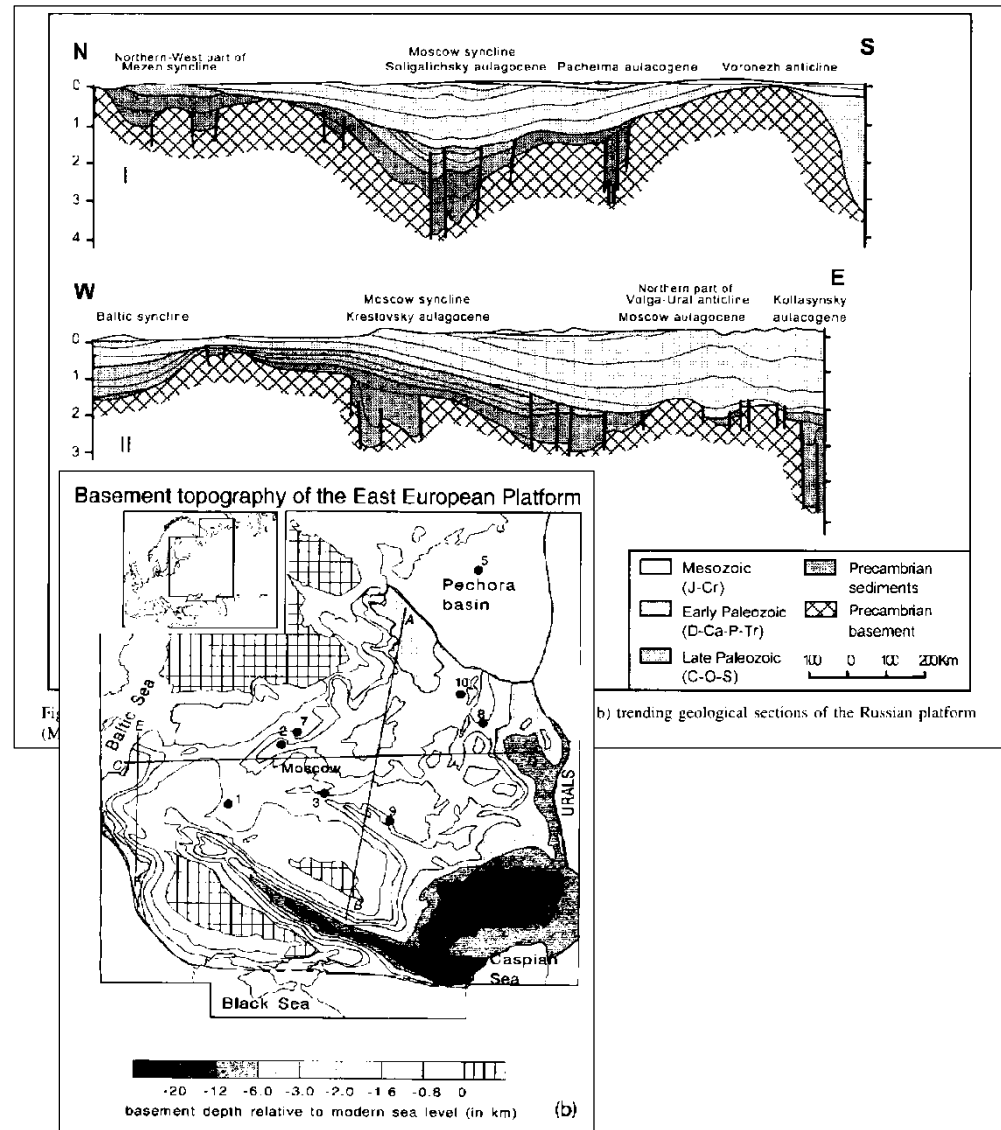 N
S
Northern-West part of
Mezen syncline
Moscow syncline
Soligalichsky aulagocene
Pachelma aulacogene
Voronezh anticline
0
1
2
3
4
I
W
E
Baltic syncline
Moscow syncline
Krestovsky aulagocene
Northern part of
Volga-Ural anticline
Moscow aulagocene
Kollasynsky
aulacogene
0
1
2
3
II
Mesozoic
(J-Cr)
Early Paleozoic
(D-Ca-P-Tr)
Late Paleozoic
(C-O-S)
Precambrian
sediments
Precambrian
basement
100 0 100 200Km
Fig
b) trending geological sections of the Russian platform
(M
Basement topography of the East European Platform
5
Pechora
basin
A
10
8
Baltic Sea
E
C
7
2
Moscow
D
3
1
9
URALS
B
Caspian
Sea
Black Sea
-20 -12 -6.0 -3.0 -2.0 -1.6 -0.8 0
basement depth relative to modern sea level (in km)
(b)